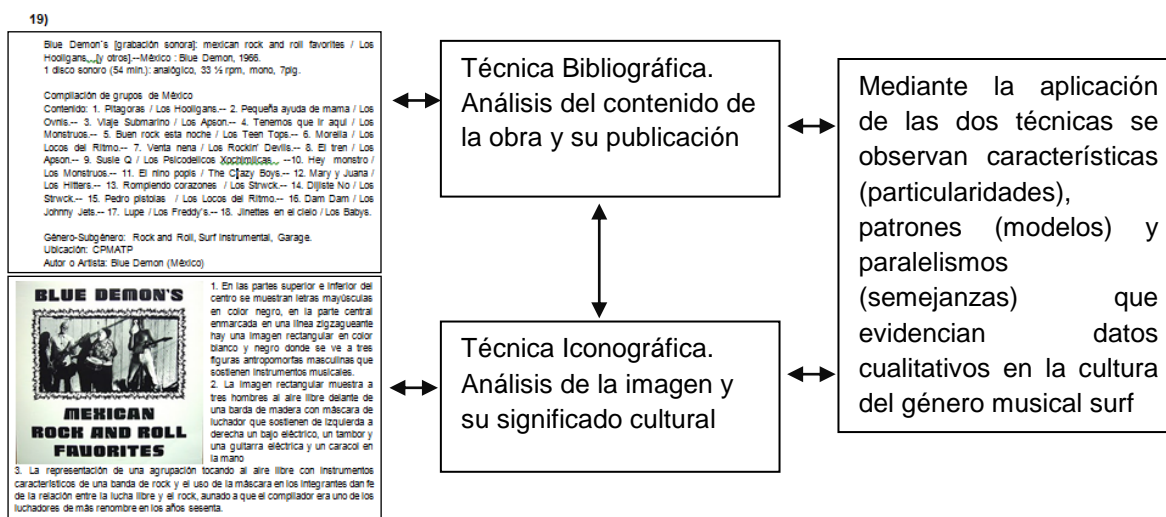 19)
Blue Demon´s [grabación sonora]: mexican rock and roll favorites / Los
Hooligans...[y otros].--México : Blue Demon, 1966.
1 disco sonoro (54 min.): analógico, 33 ⅓ rpm, mono, 7plg.
Compilación de grupos de México
Contenido: 1. Pitagoras / Los Hooligans.-- 2. Pequeña ayuda de mama / Los
Ovnis.-- 3. Viaje Submarino / Los Apson.-- 4. Tenemos que ir aquí / Los
Monstruos.-- 5. Buen rock esta noche / Los Teen Tops.-- 6. Morelia / Los
Locos del Ritmo.-- 7. Venta nena / Los Rockin´ Devils.-- 8. El tren / Los
Apson.-- 9. Susie Q / Los Psicodelicos Xochimilcas.. --10. Hey monstro /
Los Monstruos.-- 11. El nino popis / The Crazy Boys.-- 12. Mary y Juana /
Los Hitters.-- 13. Rompiendo corazones / Los Strwck.-- 14. Dijiste No / Los
Strwck.-- 15. Pedro pistolas / Los Locos del Ritmo.-- 16. Dam Dam / Los
Johnny Jets.-- 17. Lupe / Los Freddy´s.-- 18. Jinettes en el cielo / Los Babys.
Género-Subgénero: Rock and Roll, Surf Instrumental, Garage.
Ubicación: CPMATP
Autor o Artista: Blue Demon (México)
BLUE DEMON'S
MEXICAN
ROCK AND ROLL
FAVORITES
1. En las partes superior e inferior del
centro se muestran letras mayúsculas
en color negro, en la parte central
enmarcada en una línea zigzagueante
hay una imagen rectangular en color
blanco y negro donde se ve a tres
figuras antropomorfas masculinas que
sostienen instrumentos musicales.
2. La imagen rectangular muestra a
tres hombres al aire libre delante de
una barda de madera con máscara de
luchador que sostienen de izquierda a
derecha un bajo eléctrico, un tambor y
una guitarra eléctrica y un caracol en
la mano
3. La representación de una agrupación tocando al aire libre con instrumentos
característicos de una banda de rock y el uso de la máscara en los integrantes dan fe
de la relación entre la lucha libre y el rock, aunado a que el compilador era uno de los
luchadores de más renombre en los años sesenta.
Técnica Bibliográfica.
Análisis del contenido de
la obra y su publicación
Técnica Iconográfica.
Análisis de la imagen y
su significado cultural
Mediante la aplicación
de las dos técnicas se
observan características
(particularidades),
patrones (modelos) y
paralelismos
(semejanzas) que
evidencian datos
cualitativos en la cultura
del género musical surf